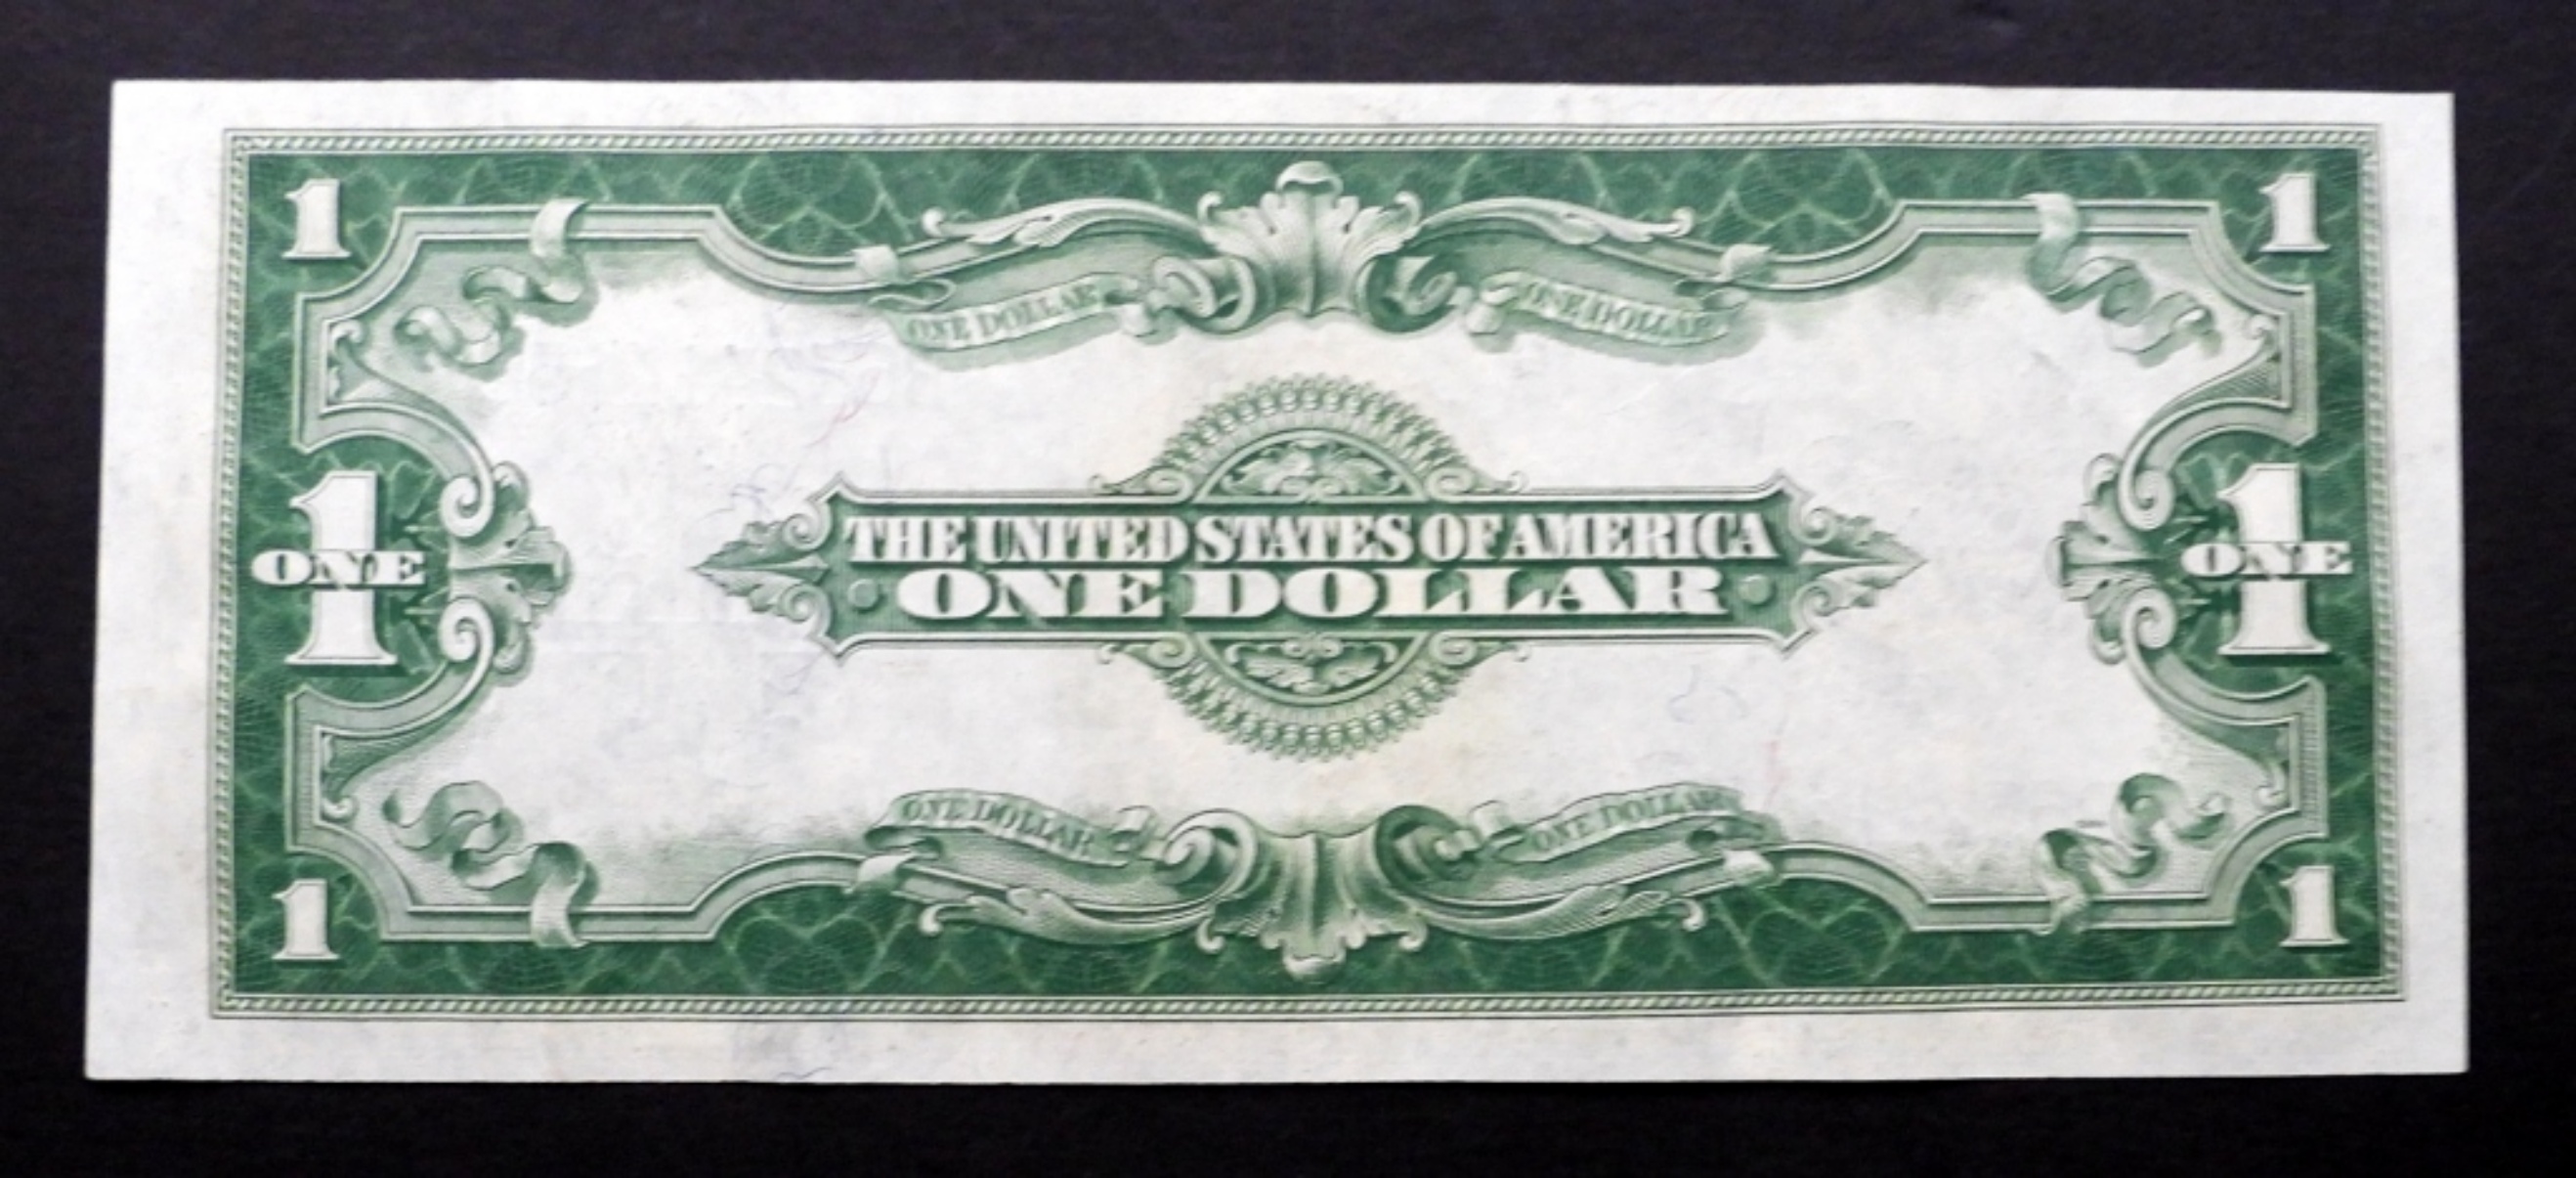 1 1
ONE DOLLAR ONE DOLLAR
THE UNITED STATES OF AMERICA
1 ONE ONE DOLLAR 1 ONE
ONE DOLLAR ONE DOLLAR
1 1